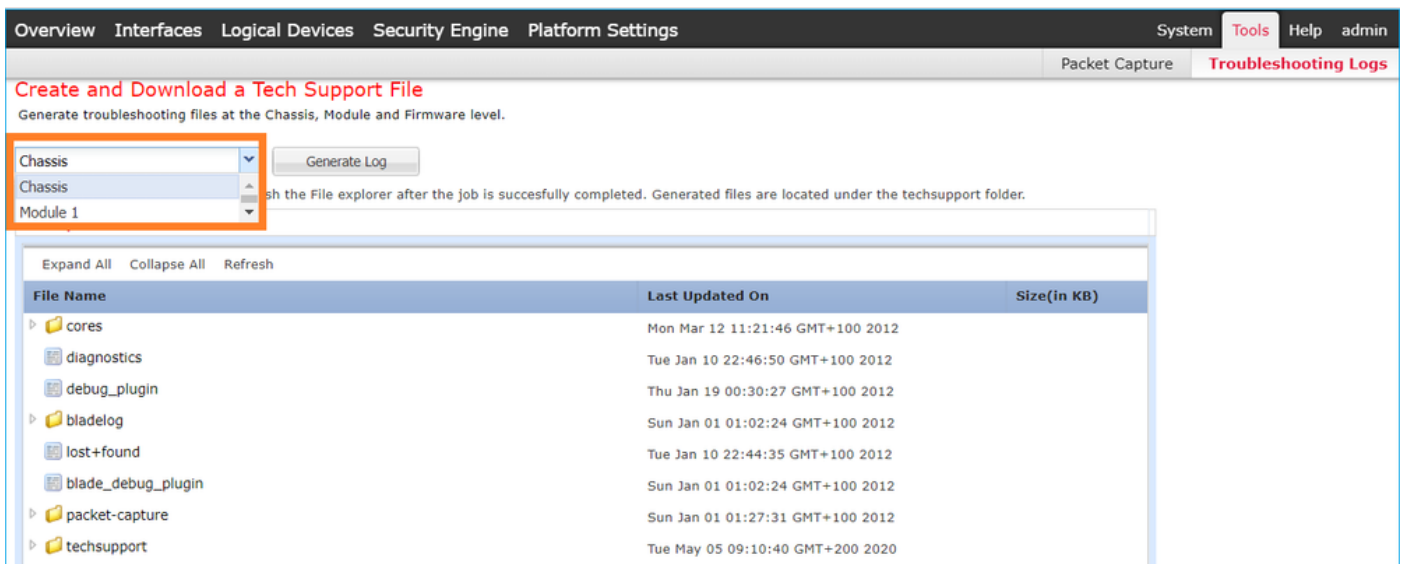 Overview Interfaces Logical Devices Security Engine Platform Settings System Tools Help admin
Packet Capture Troubleshooting Logs
Create and Download a Tech Support File
Generate troubleshooting files at the Chassis, Module and Firmware level.
Chassis Generate Log
Chassis
sh the File explorer after the job is succesfully completed. Generated files are located under the techsupport folder.
Module 1
Expand All Collapse All Refresh
File Name Last Updated On Size(in KB)
cores Mon Mar 12 11:21:46 GMT+100 2012
diagnostics Tue Jan 10 22:46:50 GMT+100 2012
debug_plugin Thu Jan 19 00:30:27 GMT+100 2012
bladelog Sun Jan 01 01:02:24 GMT+100 2012
lost+found Tue Jan 10 22:44:35 GMT+100 2012
blade_debug_plugin Sun Jan 01 01:02:24 GMT+100 2012
packet-capture Sun Jan 01 01:27:31 GMT+100 2012
techsupport Tue May 05 09:10:40 GMT+200 2020